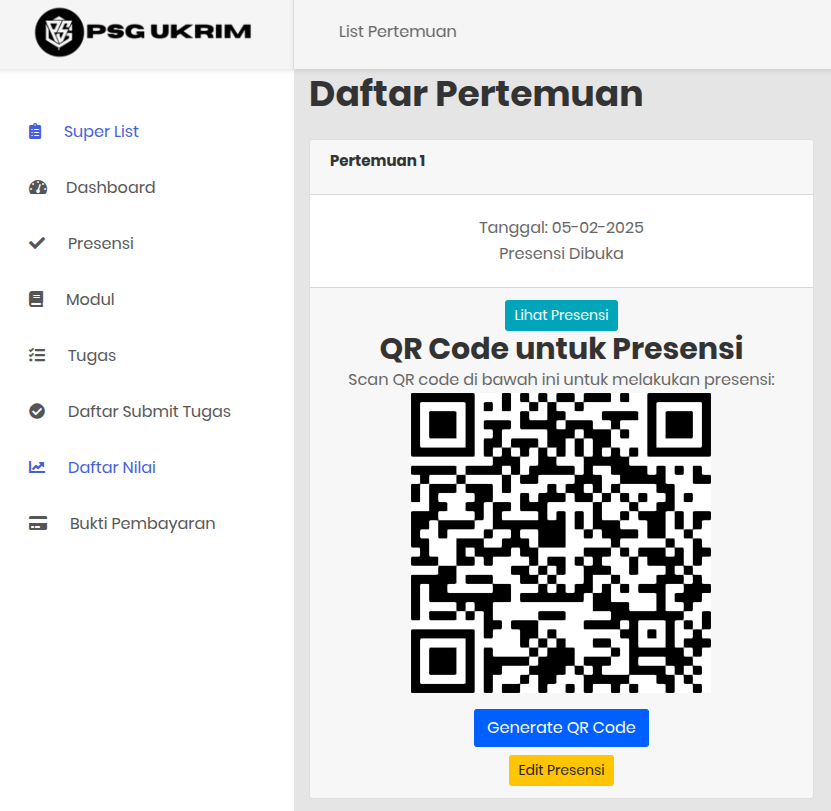 PSG UKRIM
List Pertemuan
Super List
Dashboard
Presensi
Modul
Tugas
Daftar Submit Tugas
Daftar Nilai
Bukti Pembayaran
Daftar Pertemuan
Pertemuan 1
Tanggal: 05-02-2025
Presensi Dibuka
Lihat Presensi
QR Code untuk Presensi
Scan QR code di bawah ini untuk melakukan presensi:
Generate QR Code
Edit Presensi